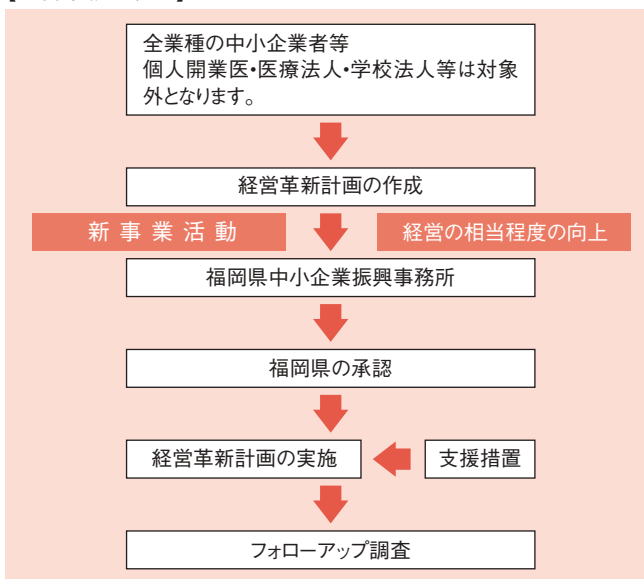 全業種の中小企業者等
個人開業医・医療法人・学校法人等は対象
外となります。
経営革新計画の作成
新事業活動
経営の相当程度の向上
福岡県中小企業振興事務所
福岡県の承認
経営革新計画の実施
支援措置
フォローアップ調査